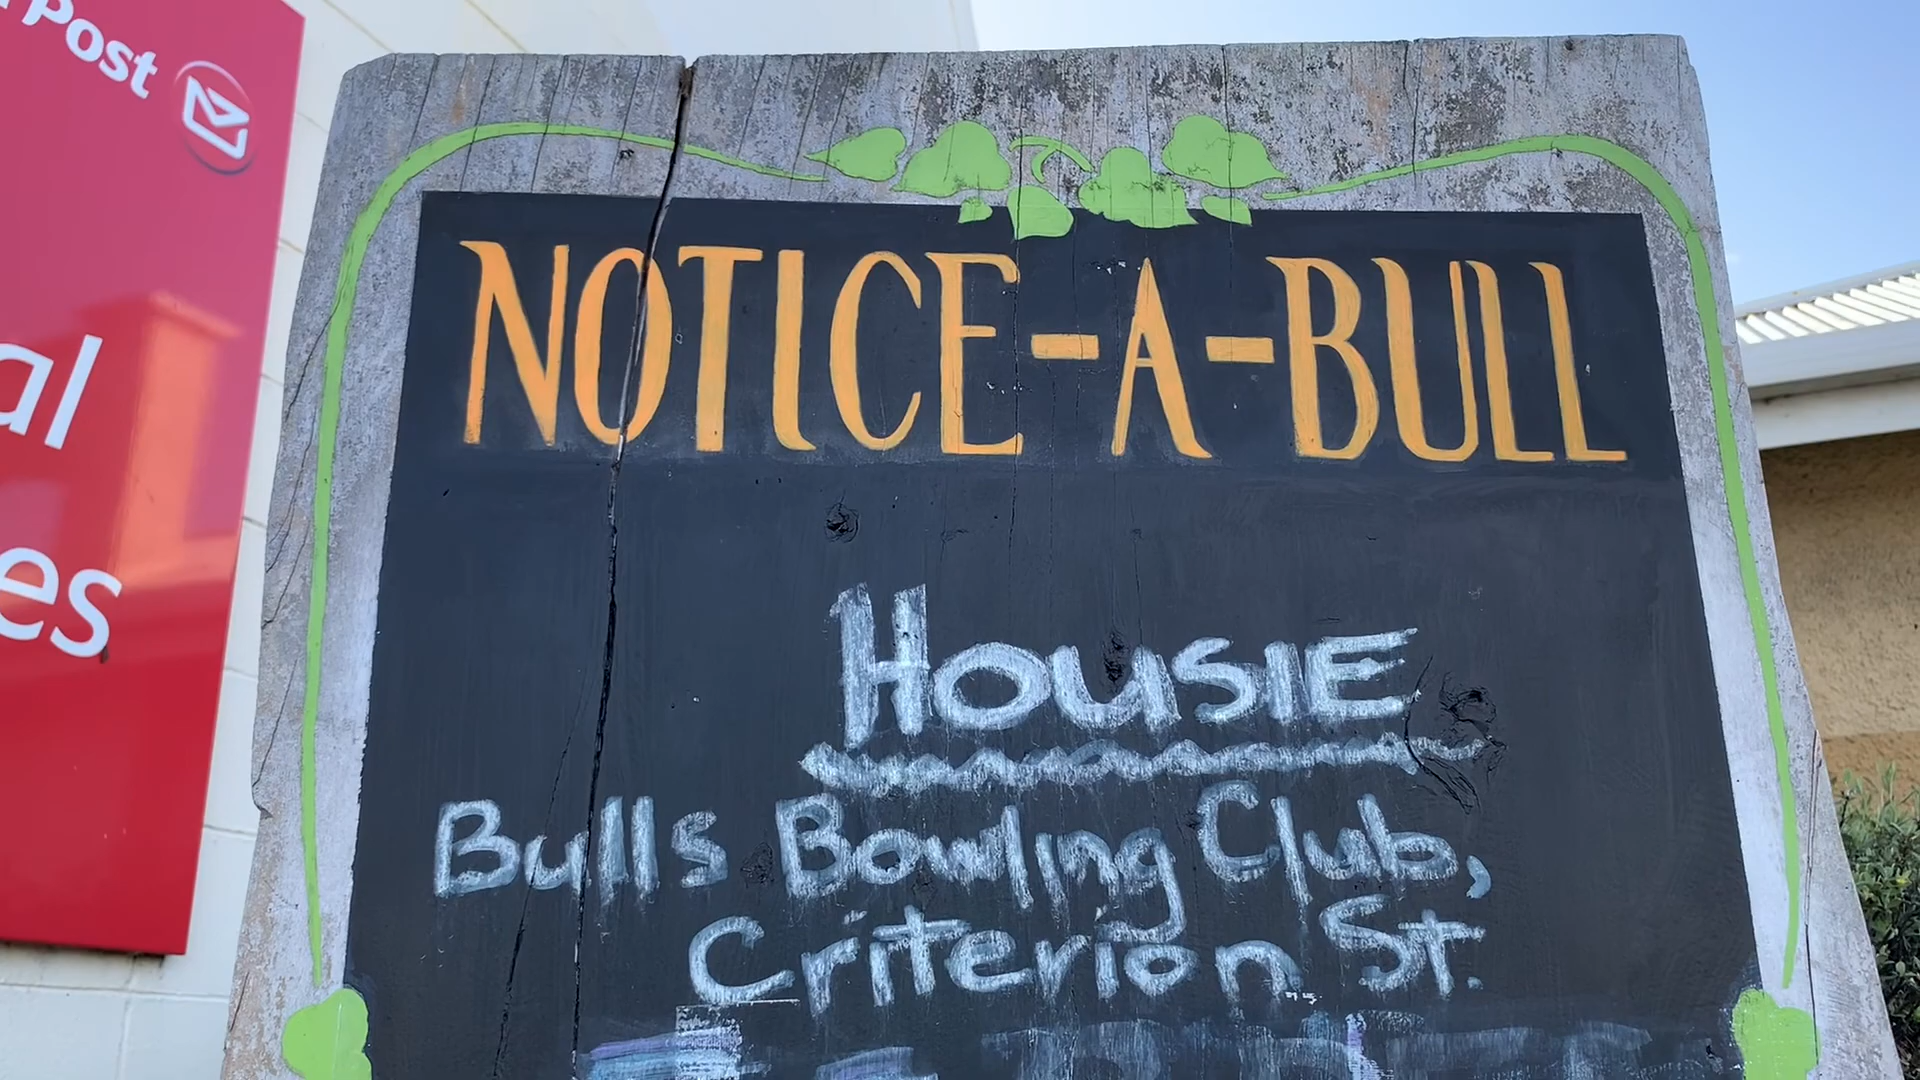 Post
al
es
NOTICE-A-BULL
HOUSIE
Bulls Bowling Club,
Criterion St.